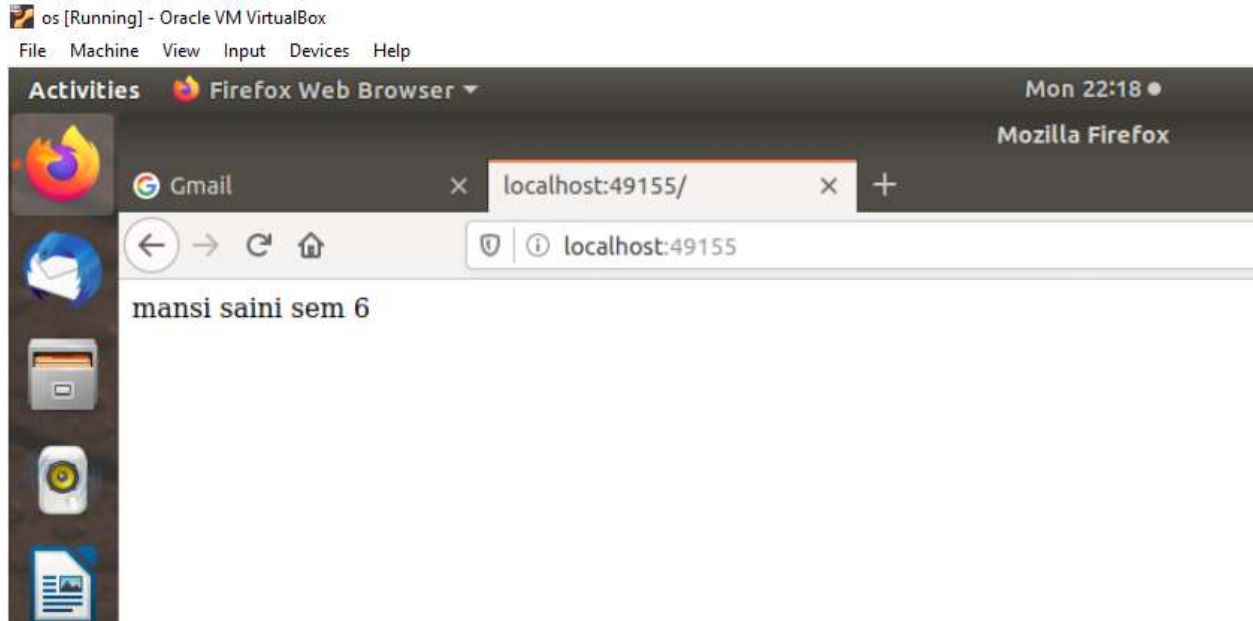 os [Running] - Oracle VM VirtualBox
File Machine View Input Devices Help
Activities Firefox Web Browser Mon 22:18
Mozilla Firefox
Gmail localhost:49155/
localhost:49155
mansi saini sem 6